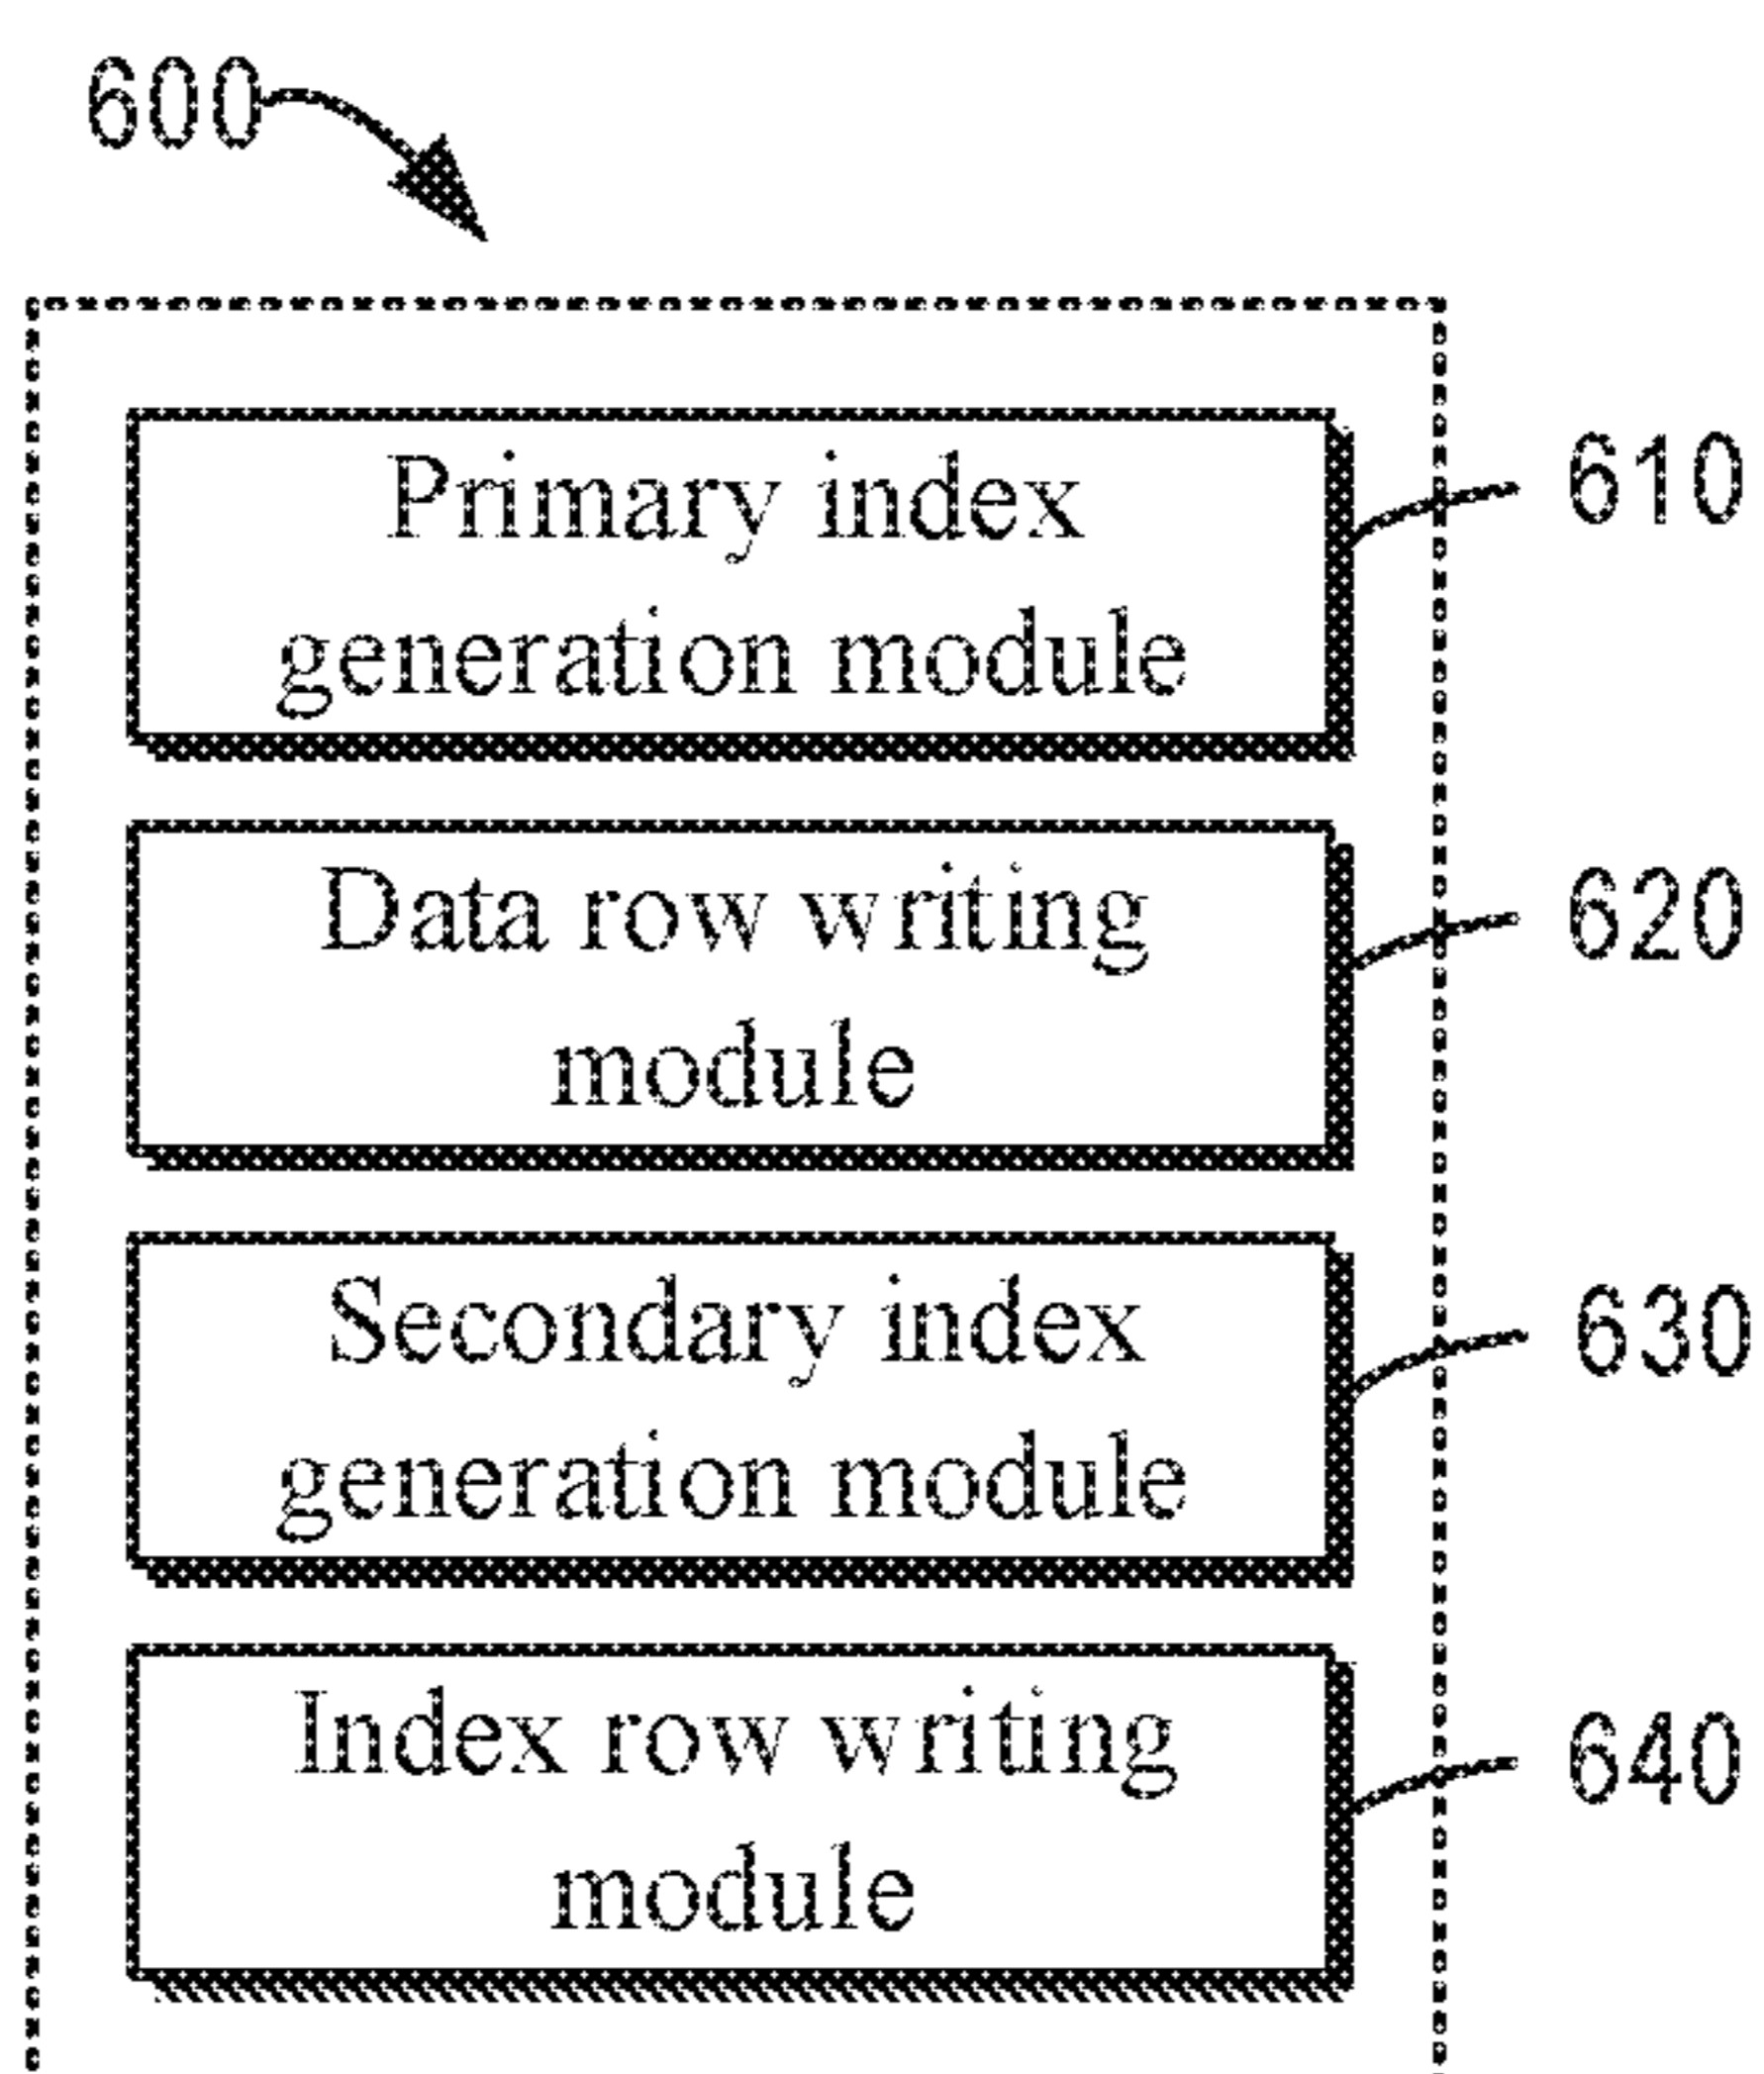 600
Primary index
generation module
610
Data row writing
module
620
Secondary index
generation module
630
Index row writing
module
640